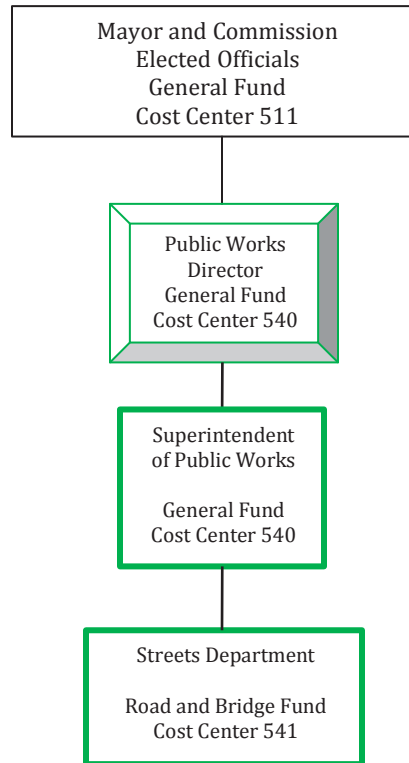 Mayor and Commission
Elected Officials
General Fund
Cost Center 511
Public Works
Director
General Fund
Cost Center 540
Superintendent
of Public Works
General Fund
Cost Center 540
Streets Department
Road and Bridge Fund
Cost Center 541